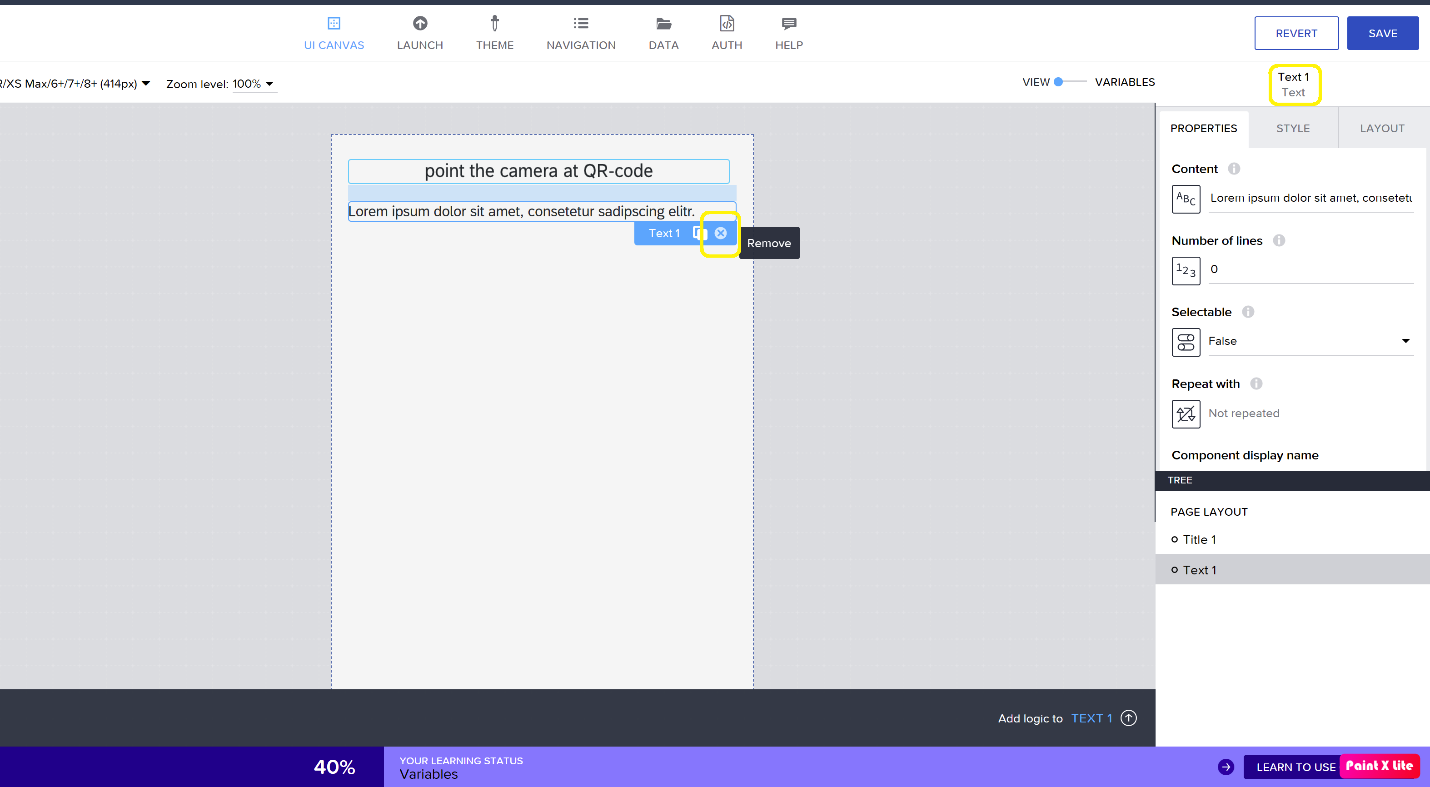 UI CANVAS
LAUNCH
THEME
NAVIGATION
DATA
AUTH
HELP
REVERT
SAVE
/XS Max/6+/7+/8+ (414px)
Zoom level: 100%
VIEW
VARIABLES
Text 1
Text
PROPERTIES
STYLE
LAYOUT
point the camera at QR-code
Lorem ipsum dolor sit amet, consetetur sadipscing elitr.
Text 1
Remove
Content
ABC
Lorem ipsum dolor sit amet, consetetu
Number of lines
123
0
Selectable
False
Repeat with
Not repeated
Component display name
TREE
PAGE LAYOUT
Title 1
Text 1
Add logic to TEXT 1
40%
YOUR LEARNING STATUS
Variables
LEARN TO USE
Paint X lite